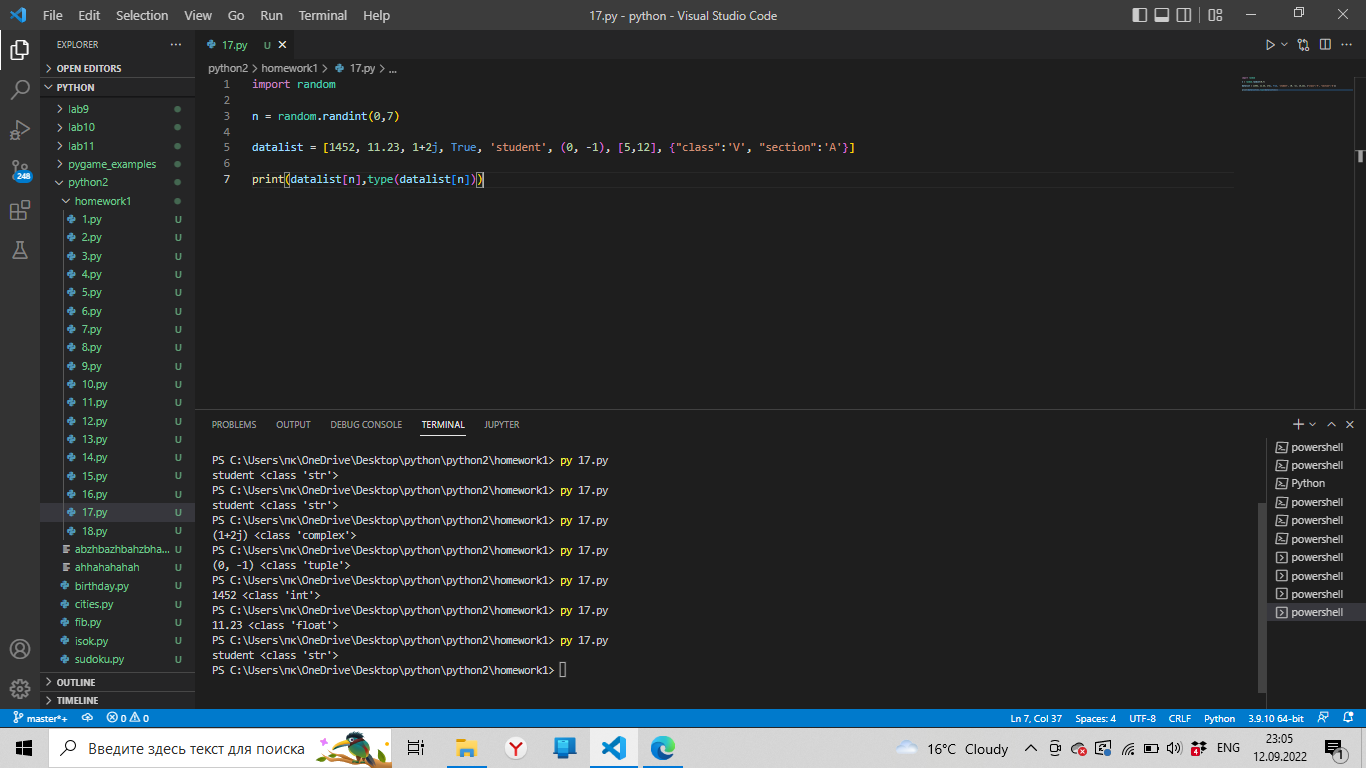 File Edit Selection View Go Run Terminal Help 17.py - python - Visual Studio Code
EXPLORER
OPEN EDITORS
PYTHON
lab9
lab10
lab11
pygame_examples
python2
homework1
1.py U
2.py U
3.py U
4.py U
5.py U
6.py U
7.py U
8.py U
9.py U
10.py U
11.py U
12.py U
13.py U
14.py U
15.py U
16.py U
17.py U
18.py U
abzhbazhbahzbha... U
ahhahahahah U
birthday.py U
cities.py U
fib.py U
isok.py U
sudoku.py U
OUTLINE
TIMELINE
248
17.py U
python2 > homework1 > 17.py > ...
1 import random
2
3 n = random.randint(0,7)
4
5 datalist = [1452, 11.23, 1+2j, True, 'student', (0, -1), [5,12], {"class":'V', "section":'A'}]
6
7 print(datalist[n],type(datalist[n]))
PROBLEMS OUTPUT DEBUG CONSOLE TERMINAL JUPYTER
PS C:\Users\пк\OneDrive\Desktop\python\python2\homework1> py 17.py
student <class 'str'>
PS C:\Users\пк\OneDrive\Desktop\python\python2\homework1> py 17.py
student <class 'str'>
PS C:\Users\пк\OneDrive\Desktop\python\python2\homework1> py 17.py
(1+2j) <class 'complex'>
PS C:\Users\пк\OneDrive\Desktop\python\python2\homework1> py 17.py
(0, -1) <class 'tuple'>
PS C:\Users\пк\OneDrive\Desktop\python\python2\homework1> py 17.py
1452 <class 'int'>
PS C:\Users\пк\OneDrive\Desktop\python\python2\homework1> py 17.py
11.23 <class 'float'>
PS C:\Users\пк\OneDrive\Desktop\python\python2\homework1> py 17.py
student <class 'str'>
PS C:\Users\пк\OneDrive\Desktop\python\python2\homework1>
powershell
powershell
Python
powershell
powershell
powershell
powershell
powershell
powershell
powershell
master*+ 0 0 Ln 7, Col 37 Spaces: 4 UTF-8 CRLF Python 3.9.10 64-bit
Введите здесь текст для поиска 16°C Cloudy ENG 23:05
12.09.2022
1